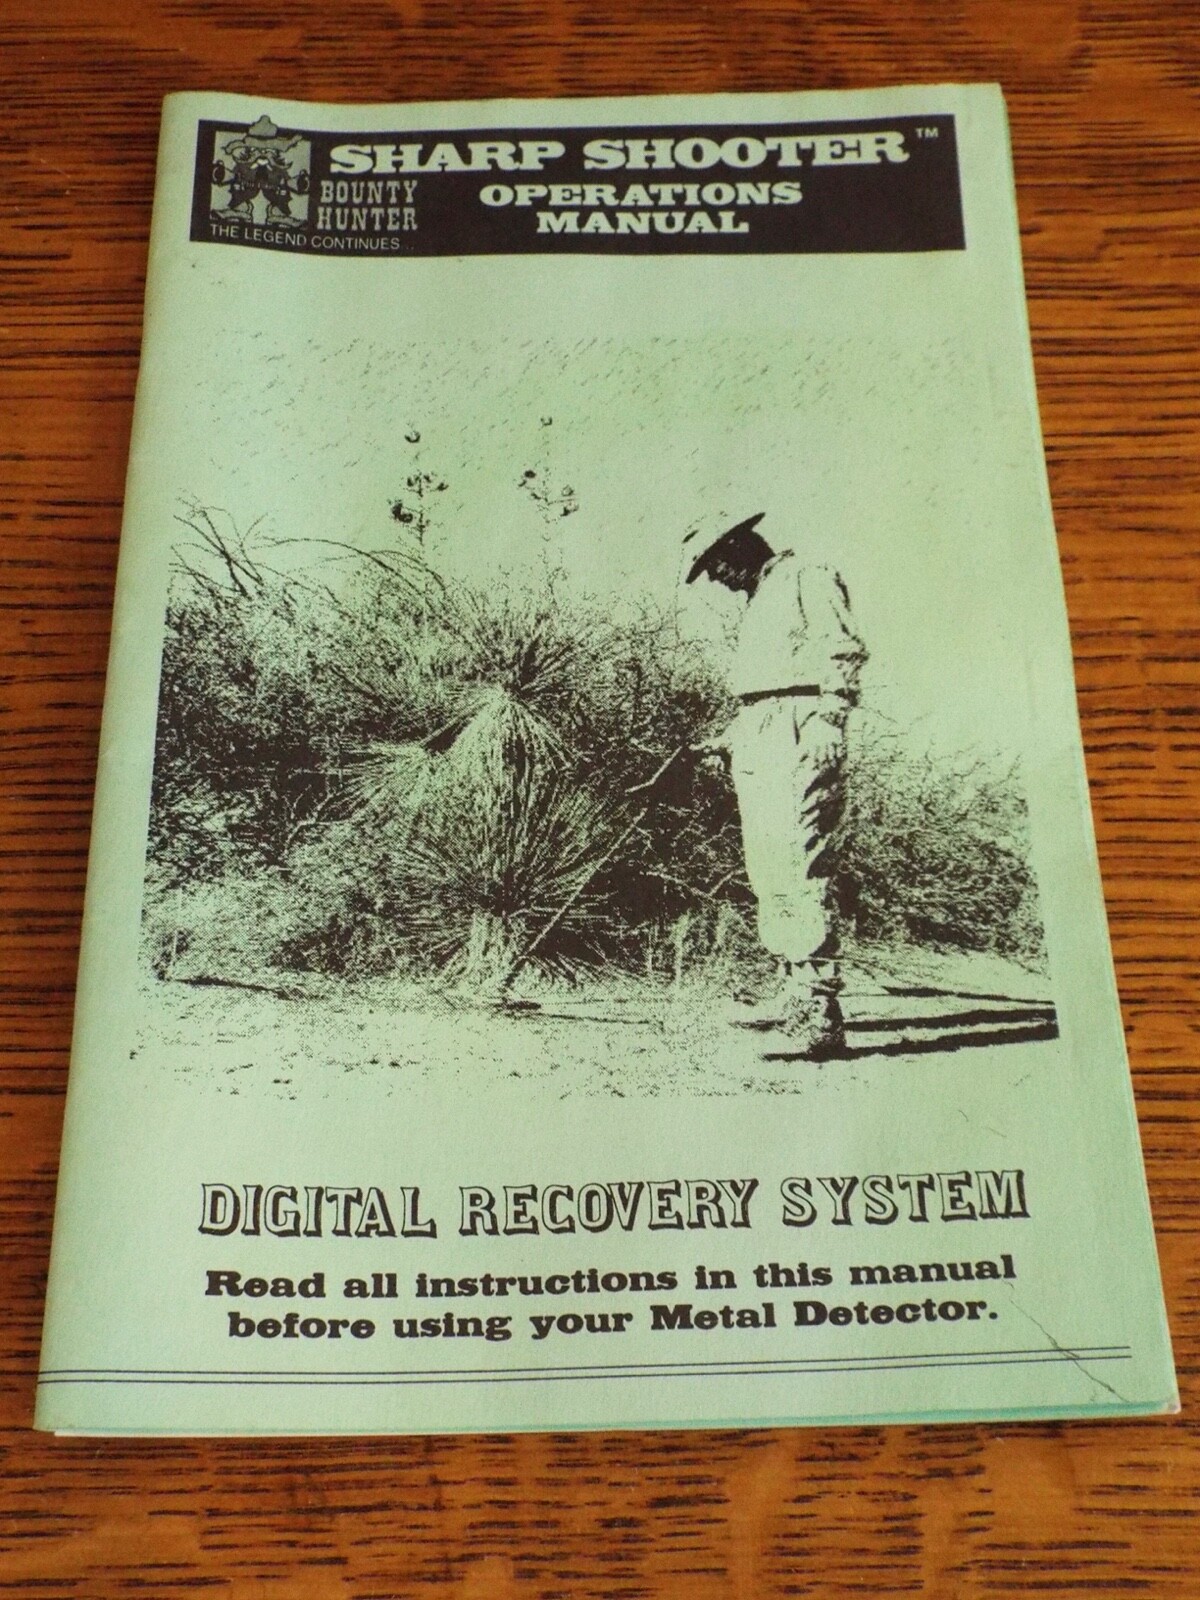 SHARP SHOOTER™
BOUNTY
HUNTER
THE LEGEND CONTINUES...
OPERATIONS
MANUAL
DIGITAL RECOVERY SYSTEM
Read all instructions in this manual
before using your Metal Detector.